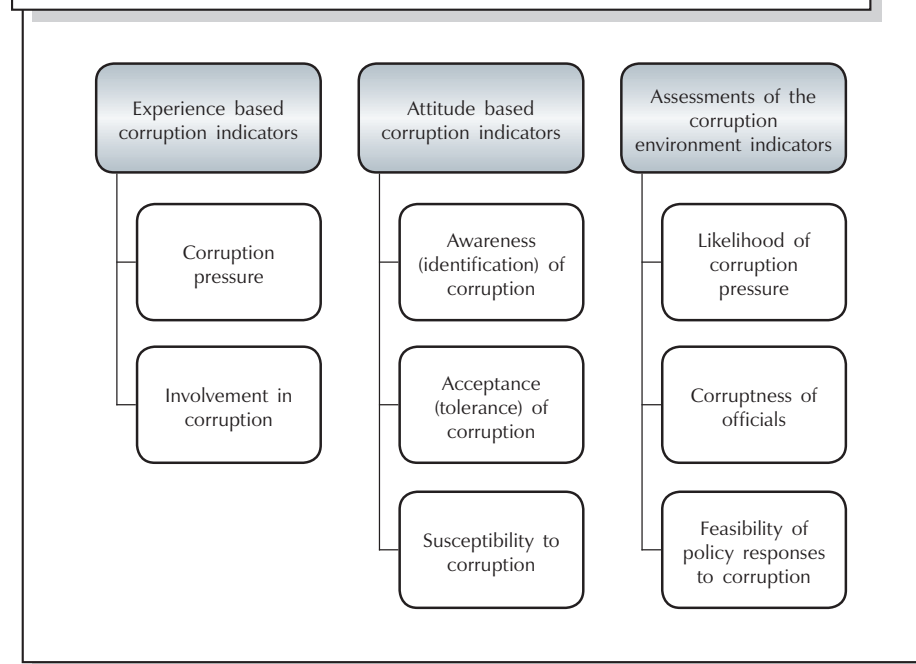 Experience based
corruption indicators
Corruption
pressure
Involvement in
corruption
Attitude based
corruption indicators
Awareness
(identification) of
corruption
Acceptance
(tolerance) of
corruption
Susceptibility to
corruption
Assessments of the
corruption
environment indicators
Likelihood of
corruption
pressure
Corruptness of
officials
Feasibility of
policy responses
to corruption